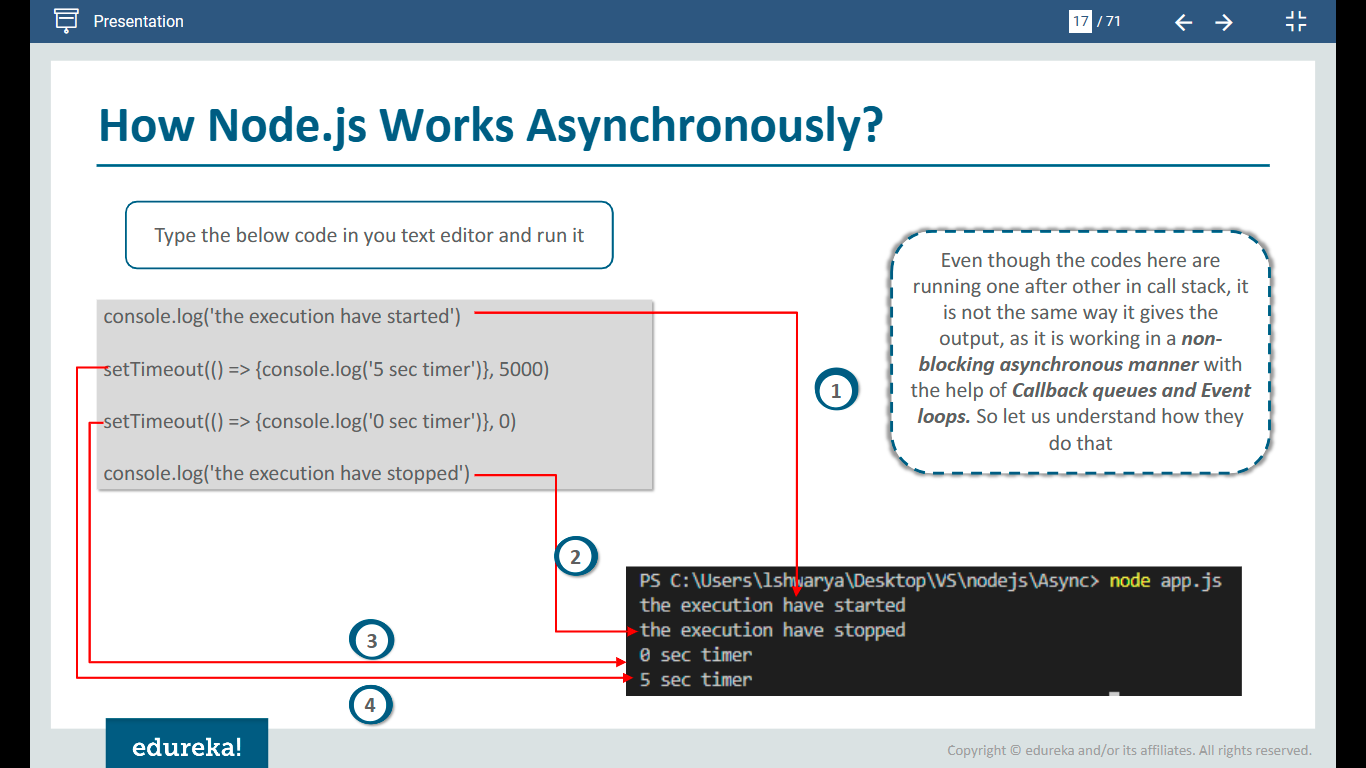 Presentation
17 / 71
How Node.js Works Asynchronously?
Type the below code in you text editor and run it
console.log('the execution have started')
setTimeout(() => {console.log('5 sec timer')}, 5000)
setTimeout(() => {console.log('0 sec timer')}, 0)
console.log('the execution have stopped')
Even though the codes here are
running one after other in call stack, it
is not the same way it gives the
output, as it is working in a non-
blocking asynchronous manner with
the help of Callback queues and Event
loops. So let us understand how they
do that
1
2
3
4
PS C:\Users\lshwarya\Desktop\VS\nodejs\Async> node app.js
the execution have started
the execution have stopped
0 sec timer
5 sec timer
edureka!
Copyright © edureka and/or its affiliates. All rights reserved.